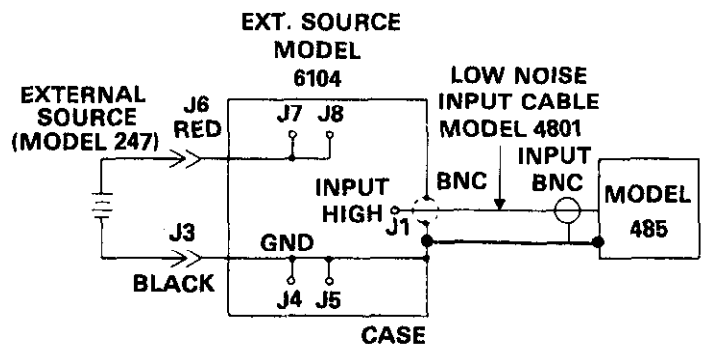 EXT. SOURCE
MODEL
6104
EXTERNAL
SOURCE
(MODEL 247)
J6
RED
J7 J8
LOW NOISE
INPUT CABLE
MODEL 4801
INPUT
BNC
BNC
INPUT
HIGH
J1
MODEL
485
J3
BLACK
GND
J4 J5
CASE